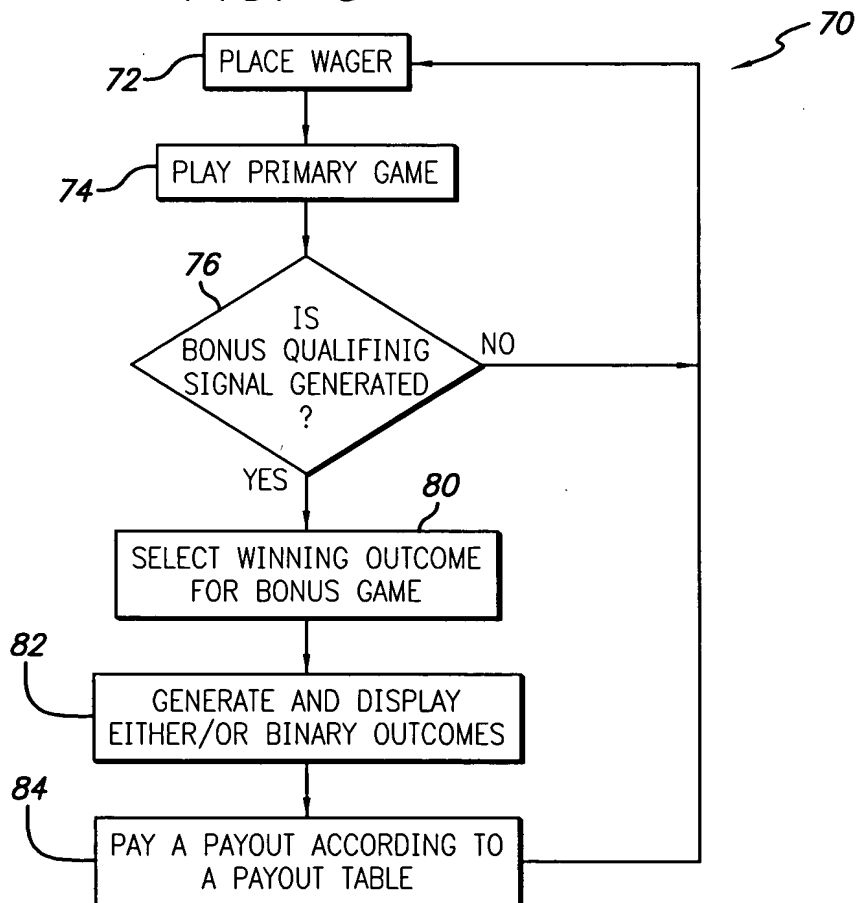 70
PLACE WAGER
72
PLAY PRIMARY GAME
74
76
IS
BONUS QUALIFINIG
SIGNAL GENERATED
?
NO
YES
80
SELECT WINNING OUTCOME
FOR BONUS GAME
82
GENERATE AND DISPLAY
EITHER/OR BINARY OUTCOMES
84
PAY A PAYOUT ACCORDING TO
A PAYOUT TABLE